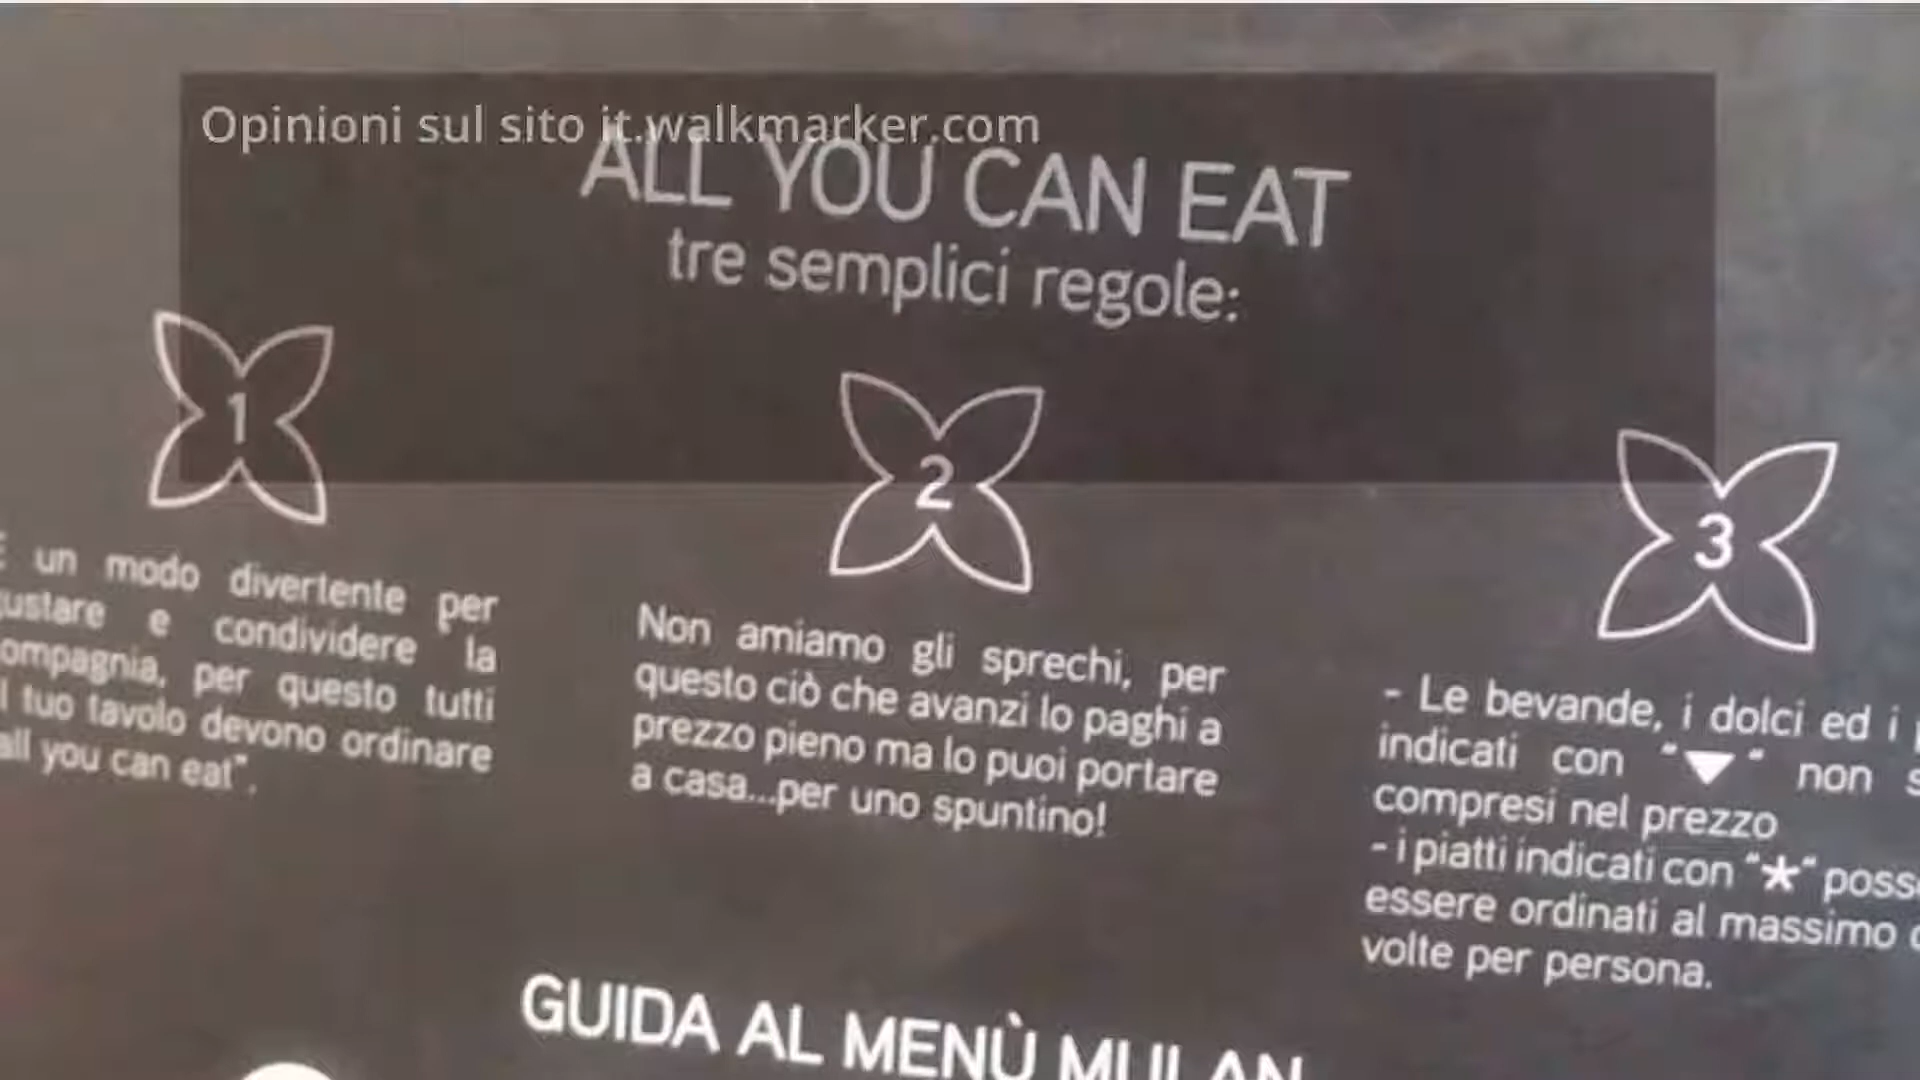 Opinioni sul sito it.walkmarker.com
ALL YOU CAN EAT
tre semplici regole:
1
un modo divertente per
e condividere la
per questo tutti
tuo tavolo devono ordinare
all you can eat".
2
Non amiamo gli sprechi, per
questo ciò che avanzi lo paghi a
prezzo pieno ma lo puoi portare
a casa...per uno spuntino!
3
- Le bevande, i dolci ed i
indicati con "▼" non
compresi nel prezzo
- i piatti indicati con "*"
essere ordinati al massimo
volte per persona.
GUIDA AL MENÙ MULAN